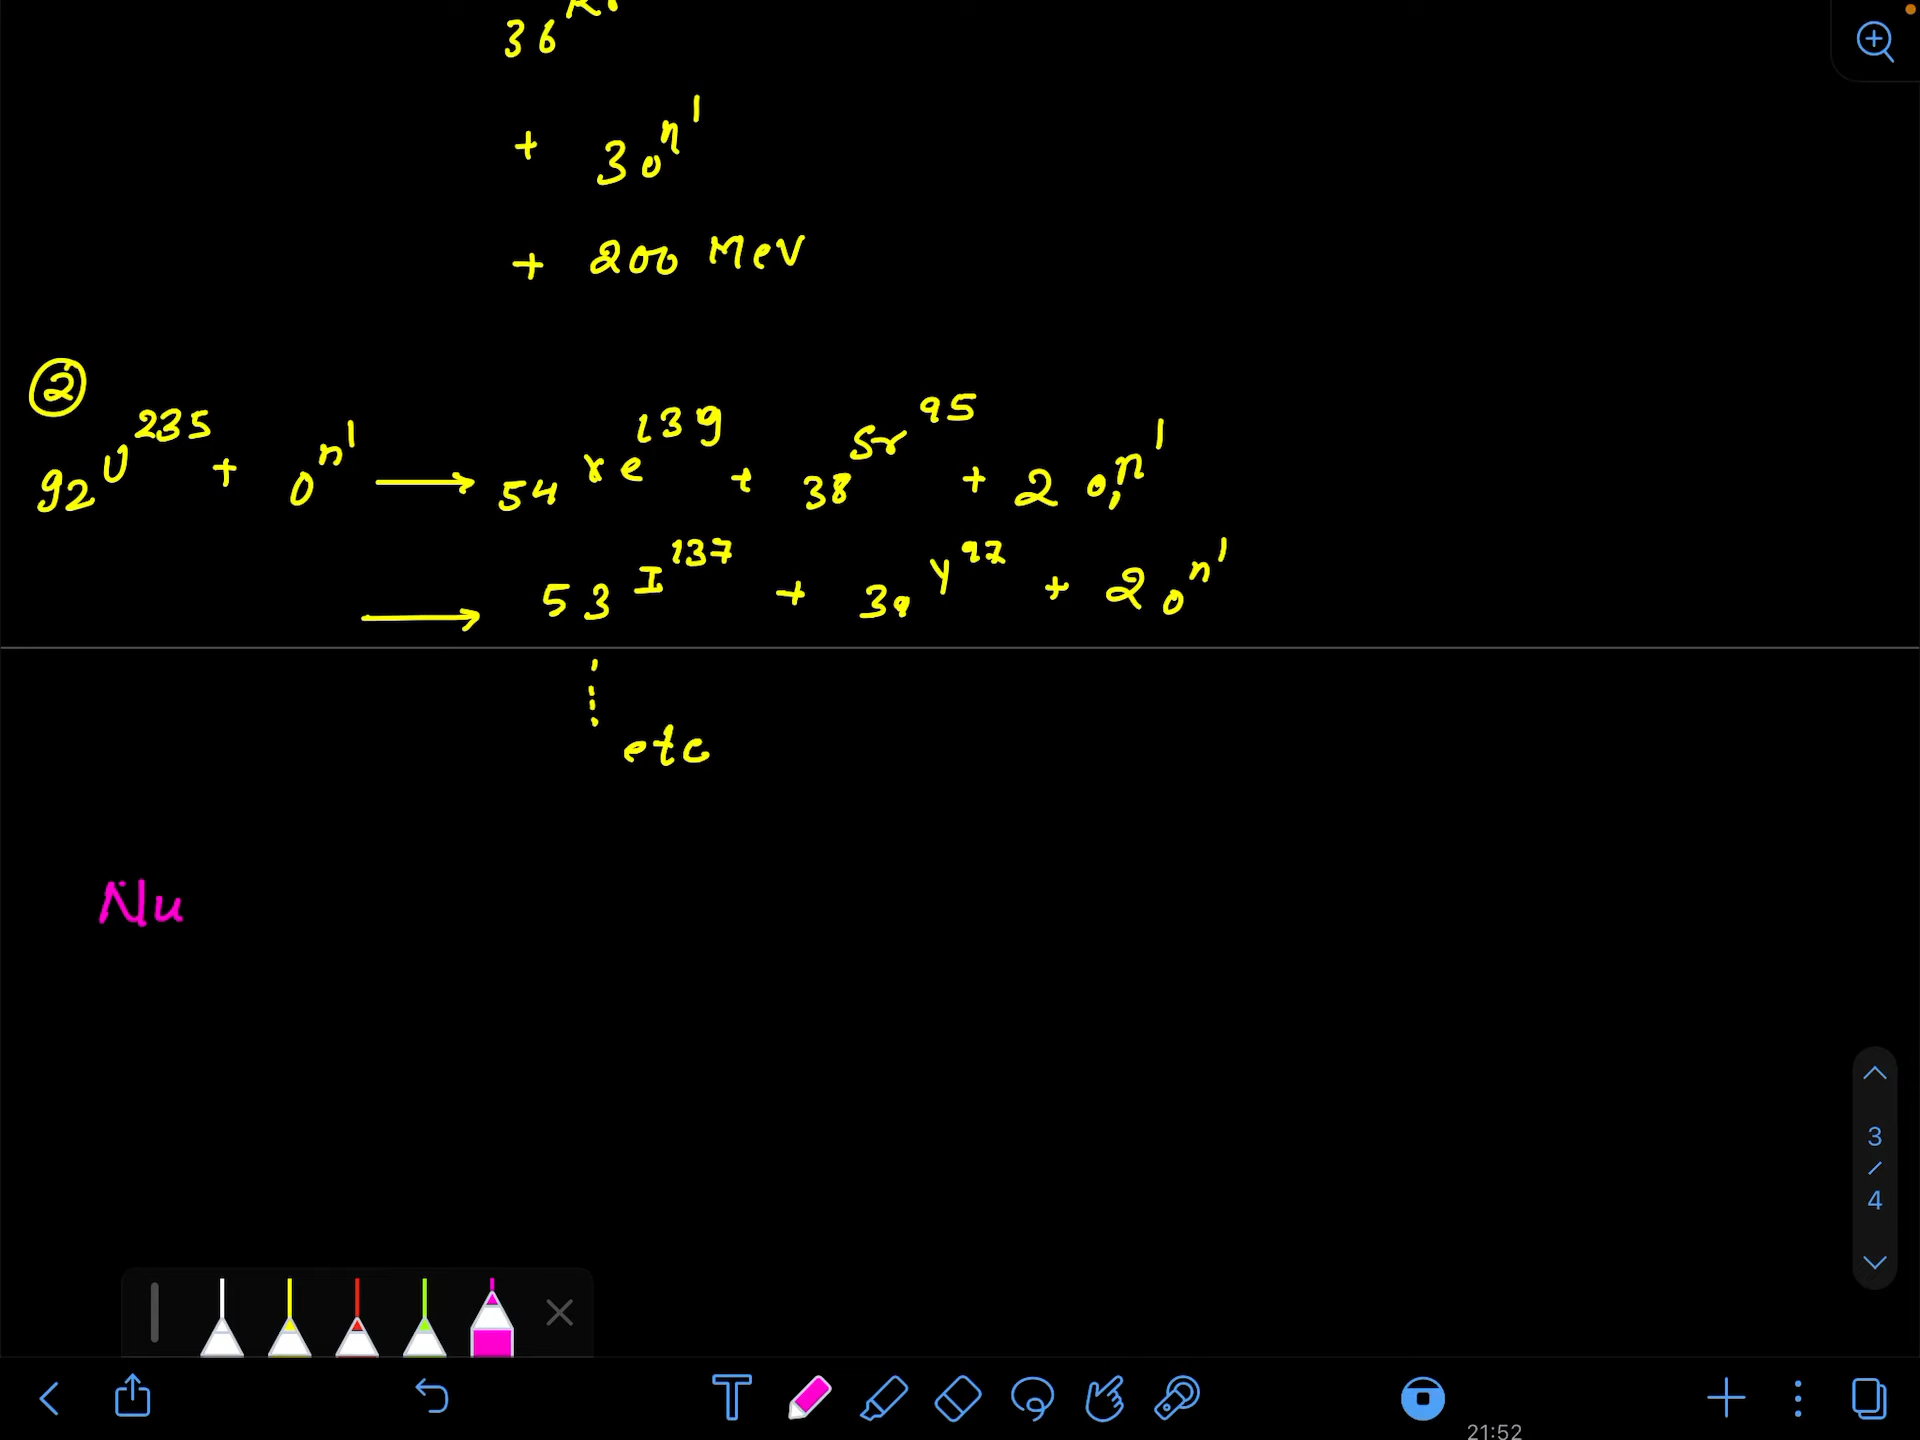 36 Kr
+ 3 0n1
+ 200 MeV
②
92U235 + 0n1 → 54Xe139 + 38Sr95 + 2 0n1
→ 53I137 + 39Y97 + 2 0n1
etc
Nu
3
/
4
T
21:52